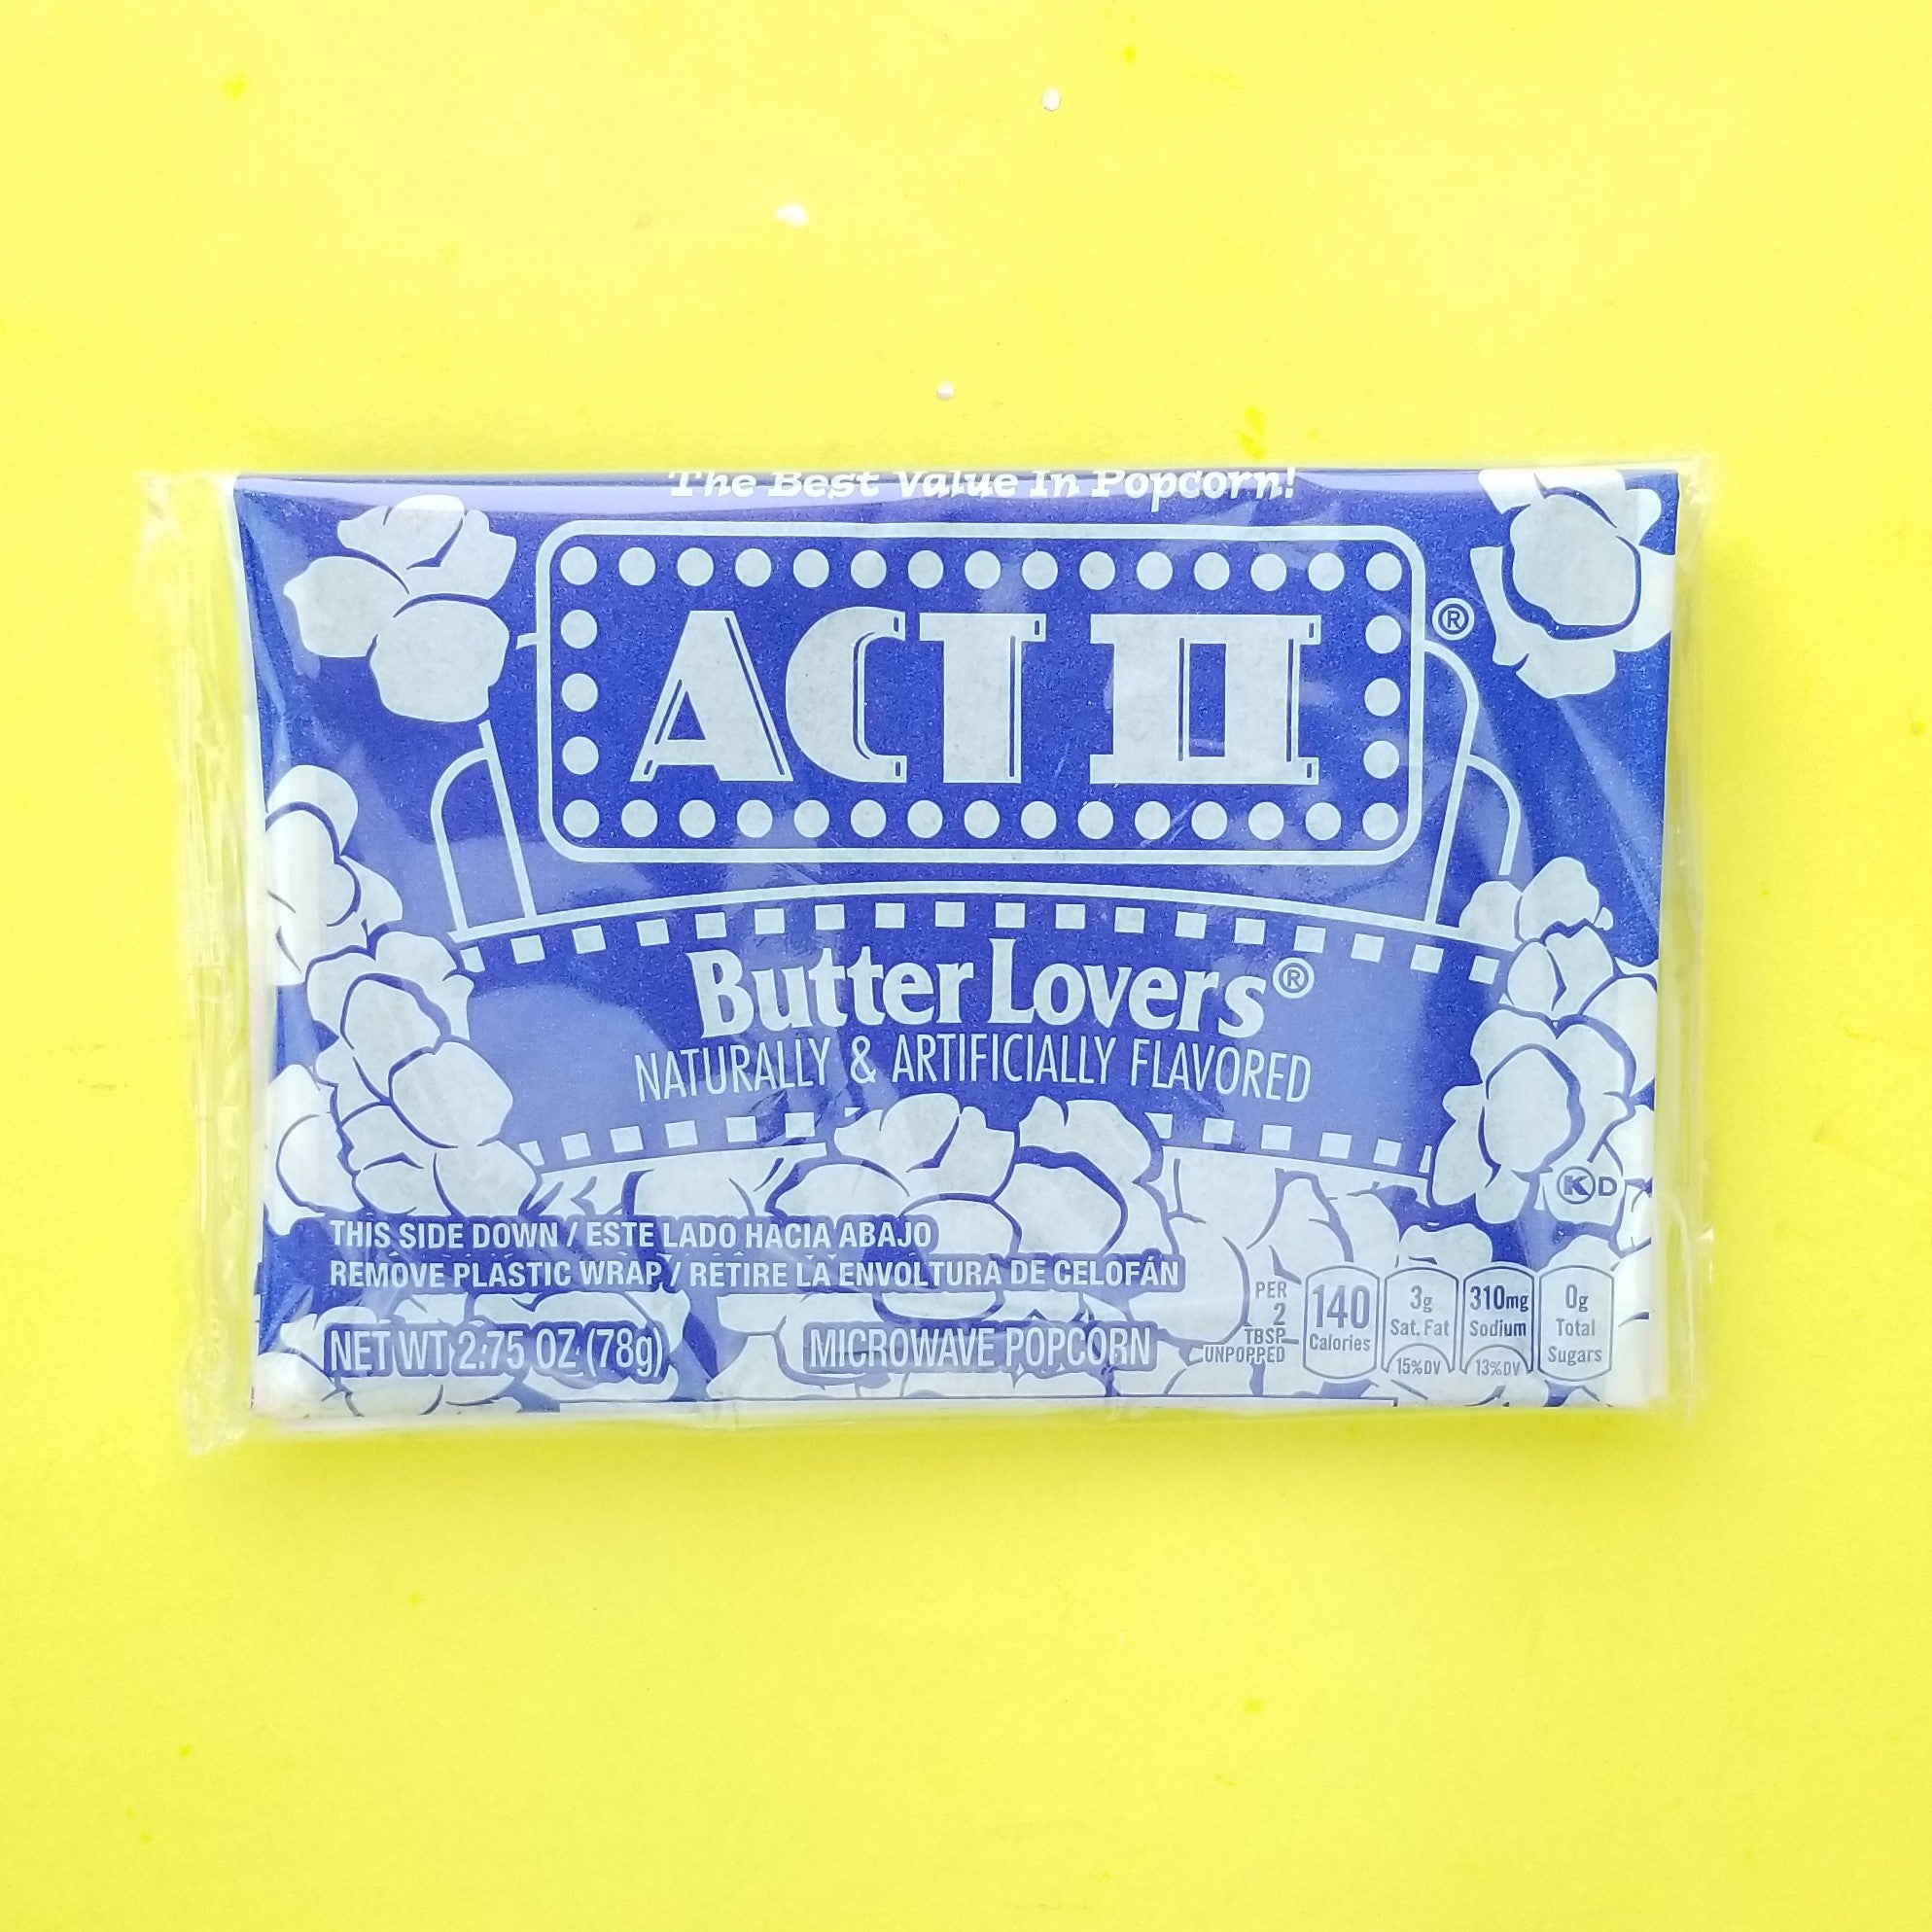 The Best Value In Popcorn!
ACT II®
Butter Lovers®
NATURALLY & ARTIFICIALLY FLAVORED
K D
THIS SIDE DOWN / ESTE LADO HACIA ABAJO
REMOVE PLASTIC WRAP / RETIRE LA ENVOLTURA DE CELOFÁN
NET WT 2.75 OZ (78g)
MICROWAVE POPCORN
PER
2
TBSP
UNPOPPED
140
Calories
3g
Sat. Fat
15%DV
310mg
Sodium
13%DV
0g
Total
Sugars